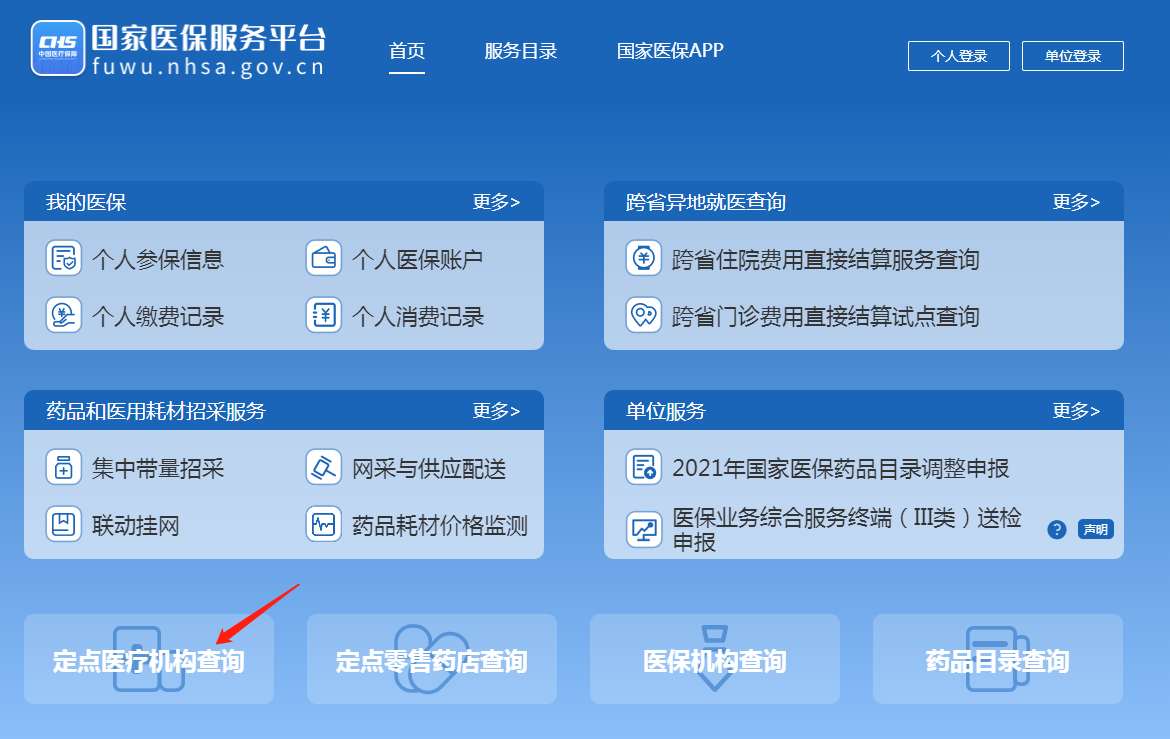 CHS
中国医疗保障
国家医保服务平台
fuwu.nhsa.gov.cn
首页
服务目录
国家医保APP
个人登录
单位登录
我的医保
更多>
个人参保信息
个人医保账户
个人缴费记录
个人消费记录
跨省异地就医查询
更多>
跨省住院费用直接结算服务查询
跨省门诊费用直接结算试点查询
药品和医用耗材招采服务
更多>
集中带量招采
网采与供应配送
联动挂网
药品耗材价格监测
单位服务
更多>
2021年国家医保药品目录调整申报
医保业务综合服务终端（III类）送检
申报
?
声明
定点医疗机构查询
定点零售药店查询
医保机构查询
药品目录查询